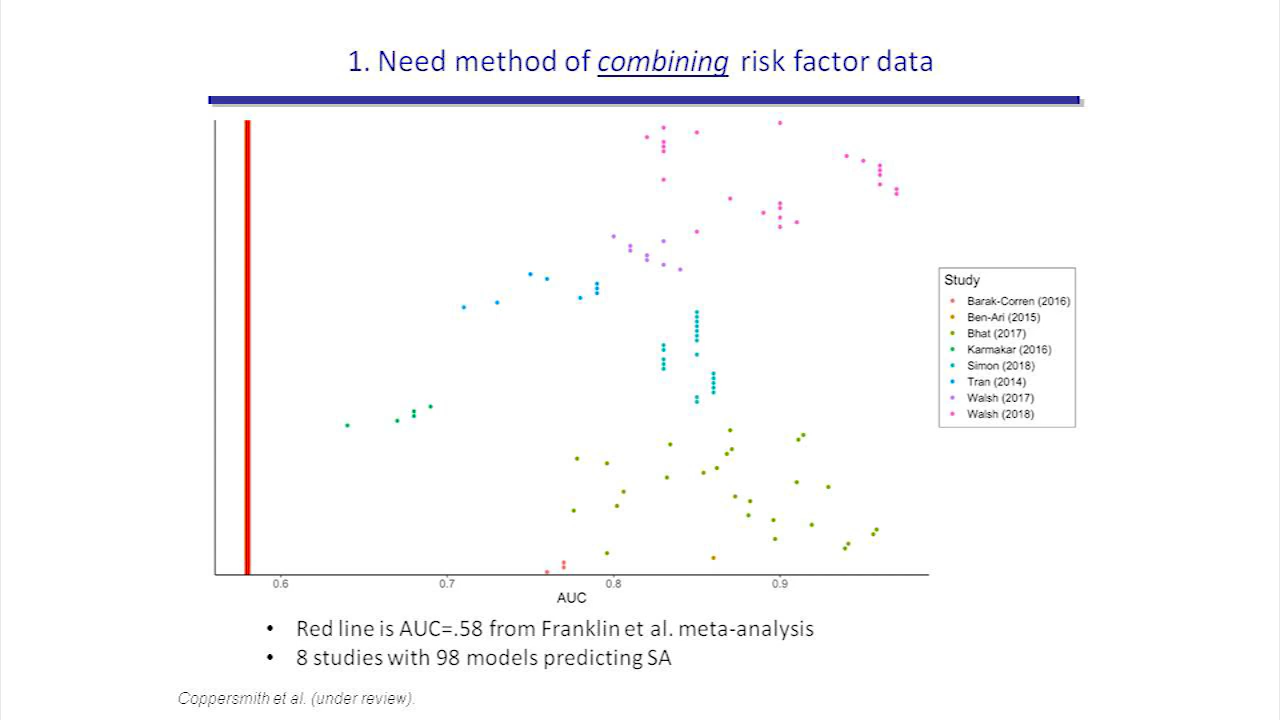 1. Need method of combining risk factor data
Study
Barak-Corren (2016)
Ben-Ari (2015)
Bhat (2017)
Karmakar (2016)
Simon (2018)
Tran (2014)
Walsh (2017)
Walsh (2018)
0.6 0.7 0.8 0.9
AUC
• Red line is AUC=.58 from Franklin et al. meta-analysis
• 8 studies with 98 models predicting SA
Coppersmith et al. (under review).